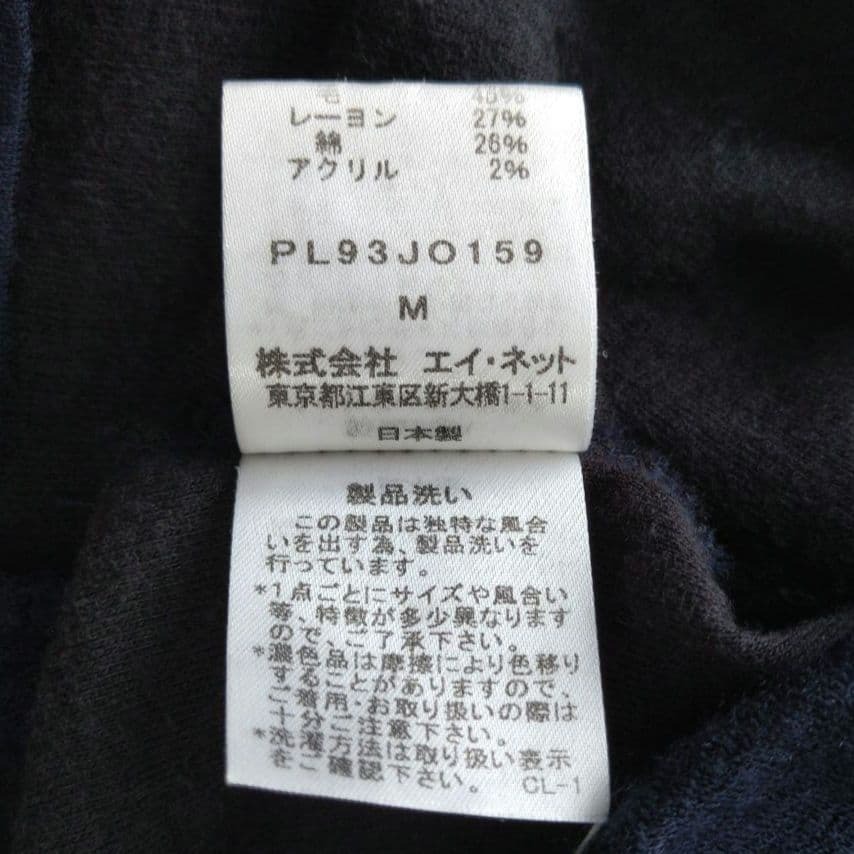 毛 45%
レーヨン 27%
綿 26%
アクリル 2%
PL93JO159
M
株式会社 エイ・ネット
東京都江東区新大橋1-1-11
日本製
製品洗い
この製品は独特な風合
いを出す為、製品洗いを
行っています。
*1点ごとにサイズや風合い
等、特徴が多少異なります
ので、ご了承下さい。
*濃色品は摩擦により色移り
することがありますので、
ご着用・お取り扱いの際は
十分ご注意下さい。
*洗濯方法は取り扱い表示
をご確認下さい。 CL-1